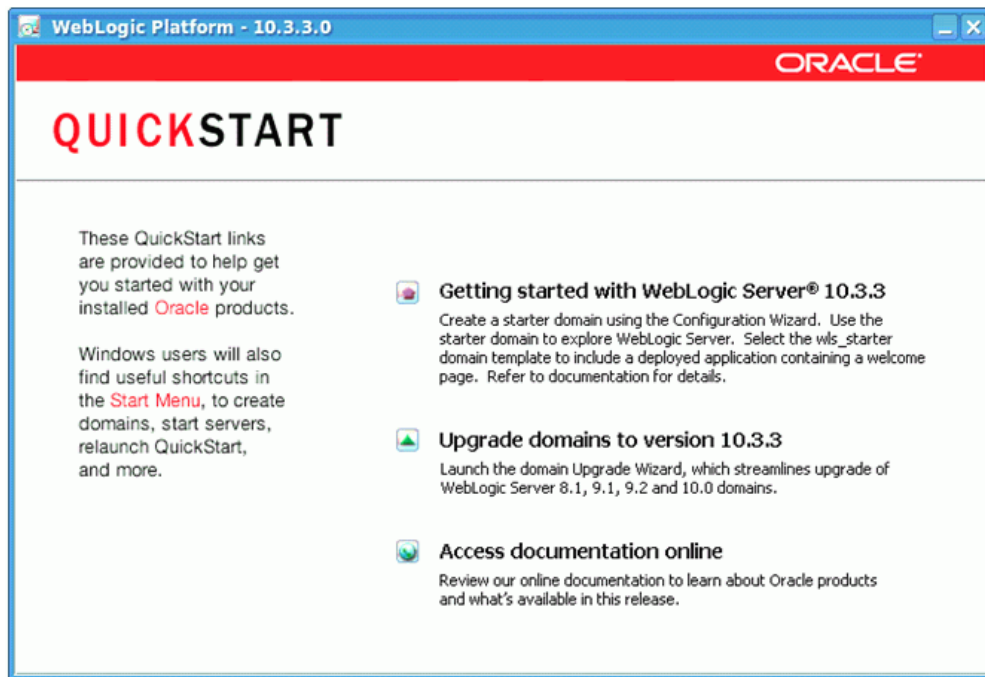 WebLogic Platform - 10.3.3.0
ORACLE
QUICKSTART
These QuickStart links
are provided to help get
you started with your
installed Oracle products.
Windows users will also
find useful shortcuts in
the Start Menu, to create
domains, start servers,
relaunch QuickStart,
and more.
Getting started with WebLogic Server® 10.3.3
Create a starter domain using the Configuration Wizard. Use the
starter domain to explore WebLogic Server. Select the wls_starter
domain template to include a deployed application containing a welcome
page. Refer to documentation for details.
Upgrade domains to version 10.3.3
Launch the domain Upgrade Wizard, which streamlines upgrade of
WebLogic Server 8.1, 9.1, 9.2 and 10.0 domains.
Access documentation online
Review our online documentation to learn about Oracle products
and what's available in this release.